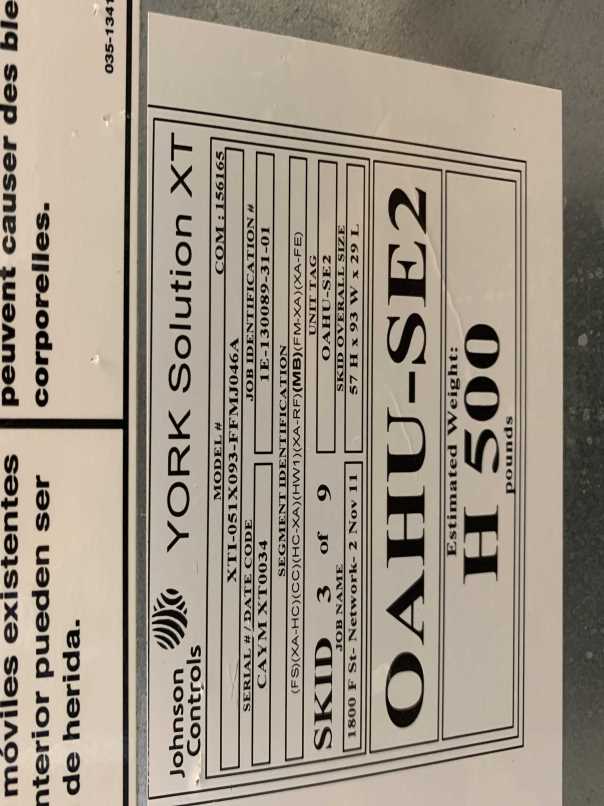 móviles existentes
nterior pueden ser
de herida.
peuvent causer des ble
corporelles.
035-1341
Johnson
Controls
YORK Solution XT
MODEL #
COM : 156165
XTI-051X093-FFMLJ046A
SERIAL # / DATE CODE
JOB IDENTIFICATION #
CAYM XT0034
1E-130089-31-01
SEGMENT IDENTIFICATION
(FS)(XA-HC)(CC)(HC-XA)(HW1)(XA-RF)(MB)(FM-XA)(XA-FE)
SKID 3 of 9
UNIT TAG
OAHU-SE2
JOB NAME
SKID OVERALL SIZE
1800 F St- Network- 2 Nov 11
57 H x 93 W x 29 L
OAHU-SE2
Estimated Weight:
H 500
pounds